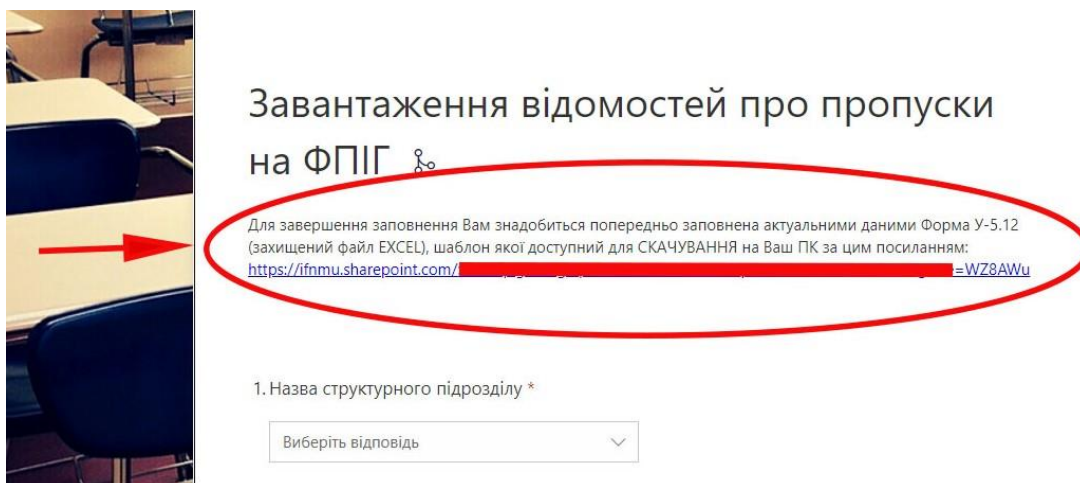 Завантаження відомостей про пропуски
на ФПІГ
Для завершення заповнення Вам знадобиться попередньо заповнена актуальними даними Форма У-5.12
(захищений файл EXCEL), шаблон якої доступний для СКАЧУВАННЯ на Ваш ПК за цим посиланням:
https://ifnmu.sharepoint.com/ =WZ8AWu
1. Назва структурного підрозділу *
Виберіть відповідь